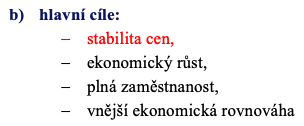 b) hlavní cíle:
– stabilita cen,
– ekonomický růst,
– plná zaměstnanost,
– vnější ekonomická rovnováha